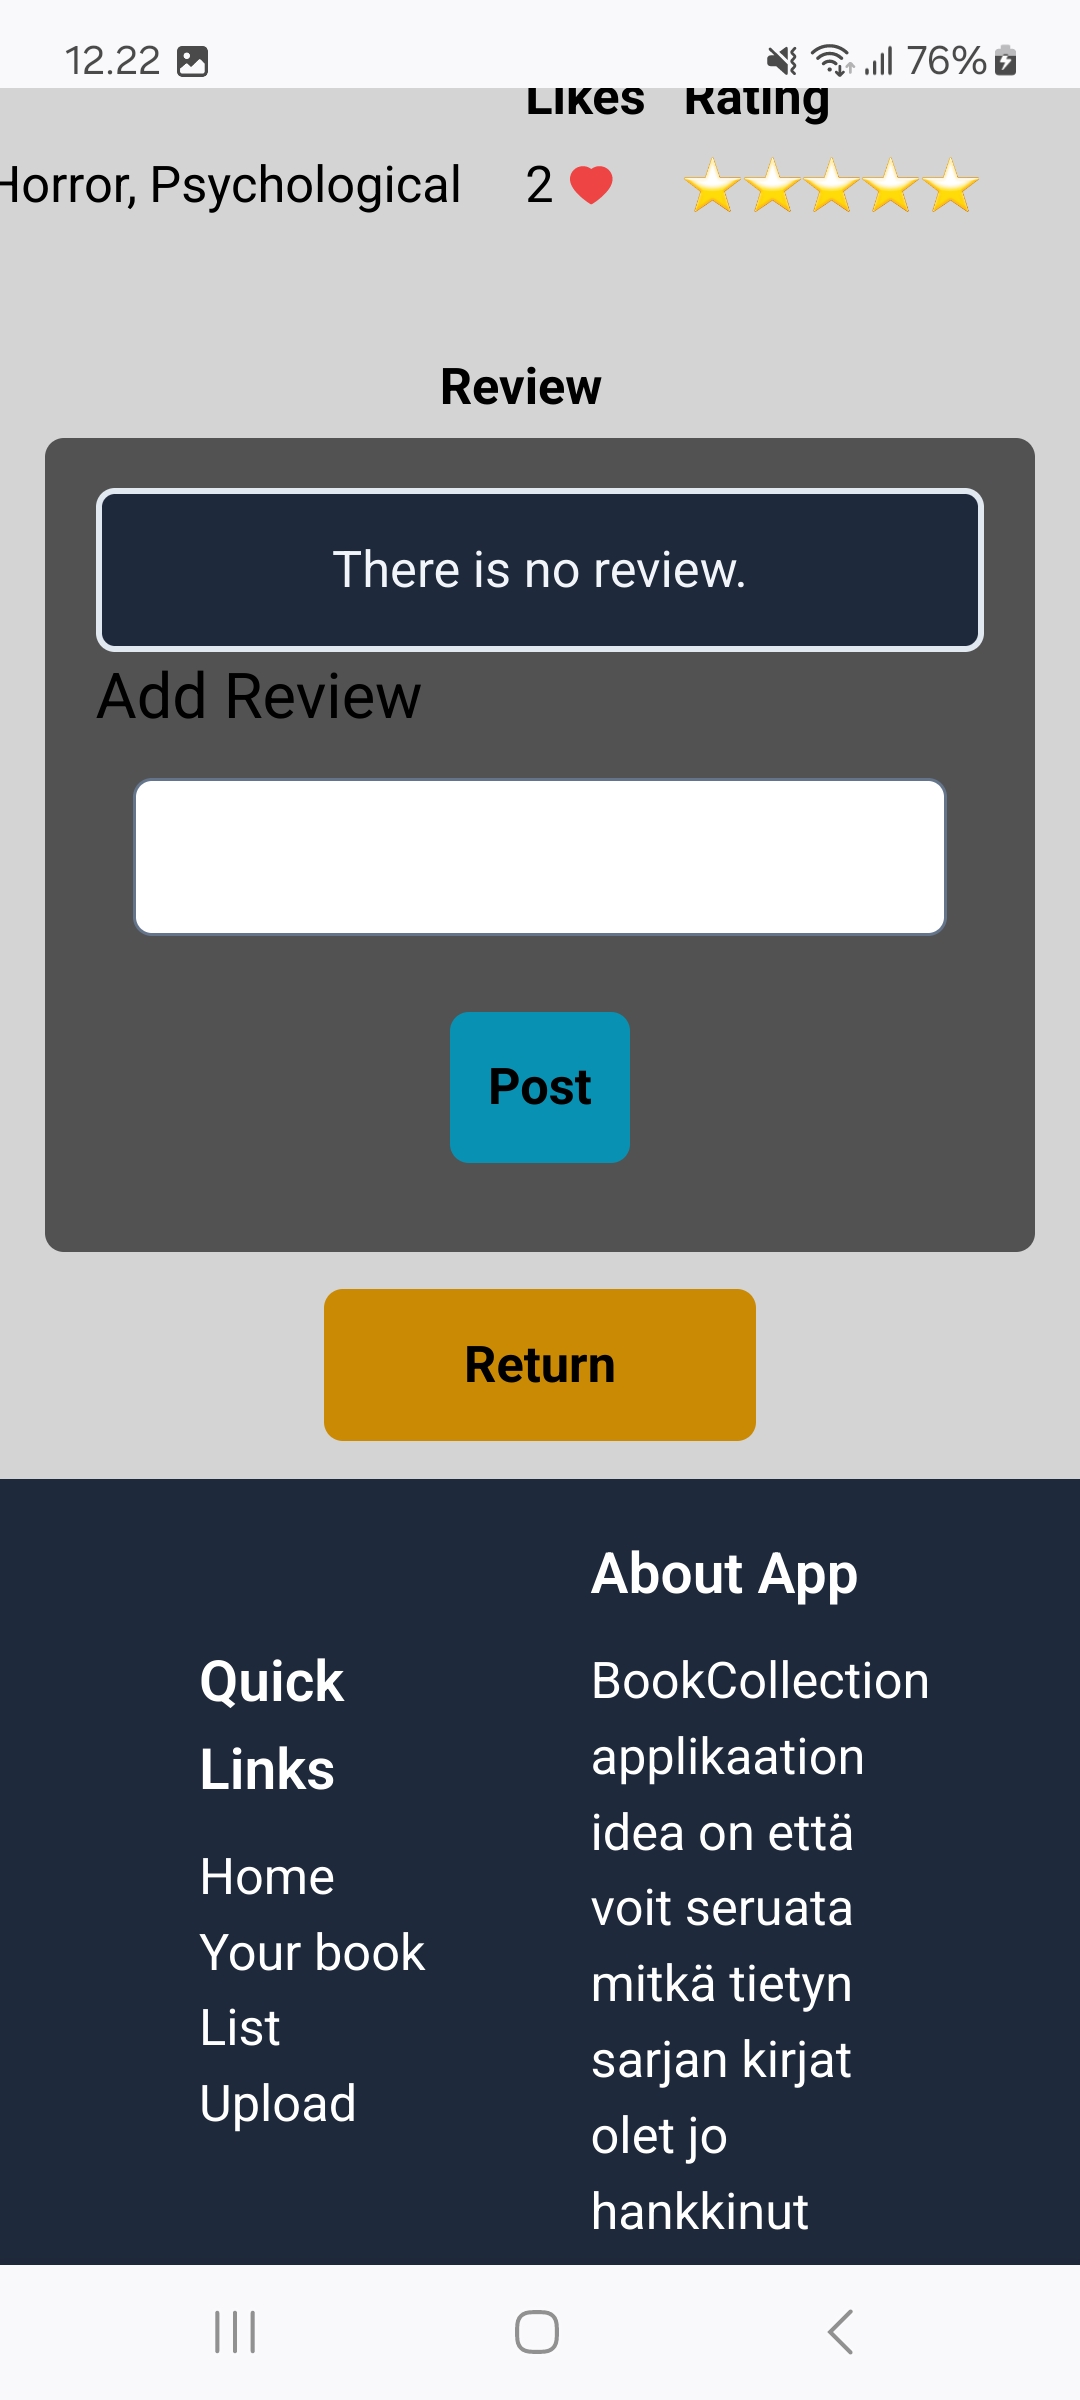 12.22 76%
Likes Rating
Horror, Psychological 2
Review
There is no review.
Add Review
Post
Return
Quick
Links
Home
Your book
List
Upload
About App
BookCollection
applikaation
idea on että
voit seruata
mitkä tietyn
sarjan kirjat
olet jo
hankkinut